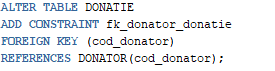 ALTER TABLE DONATIE
ADD CONSTRAINT fk_donator_donatie
FOREIGN KEY (cod_donator)
REFERENCES DONATOR(cod_donator);